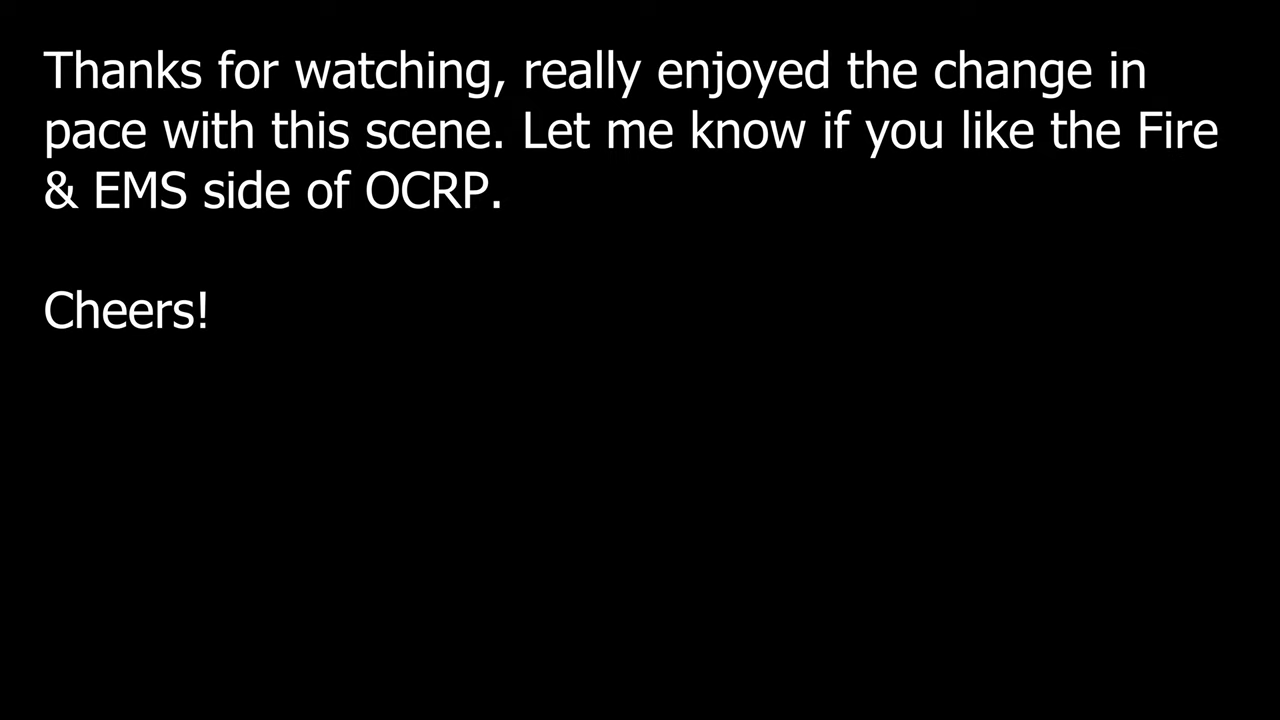 Thanks for watching, really enjoyed the change in
pace with this scene. Let me know if you like the Fire
& EMS side of OCRP.
Cheers!